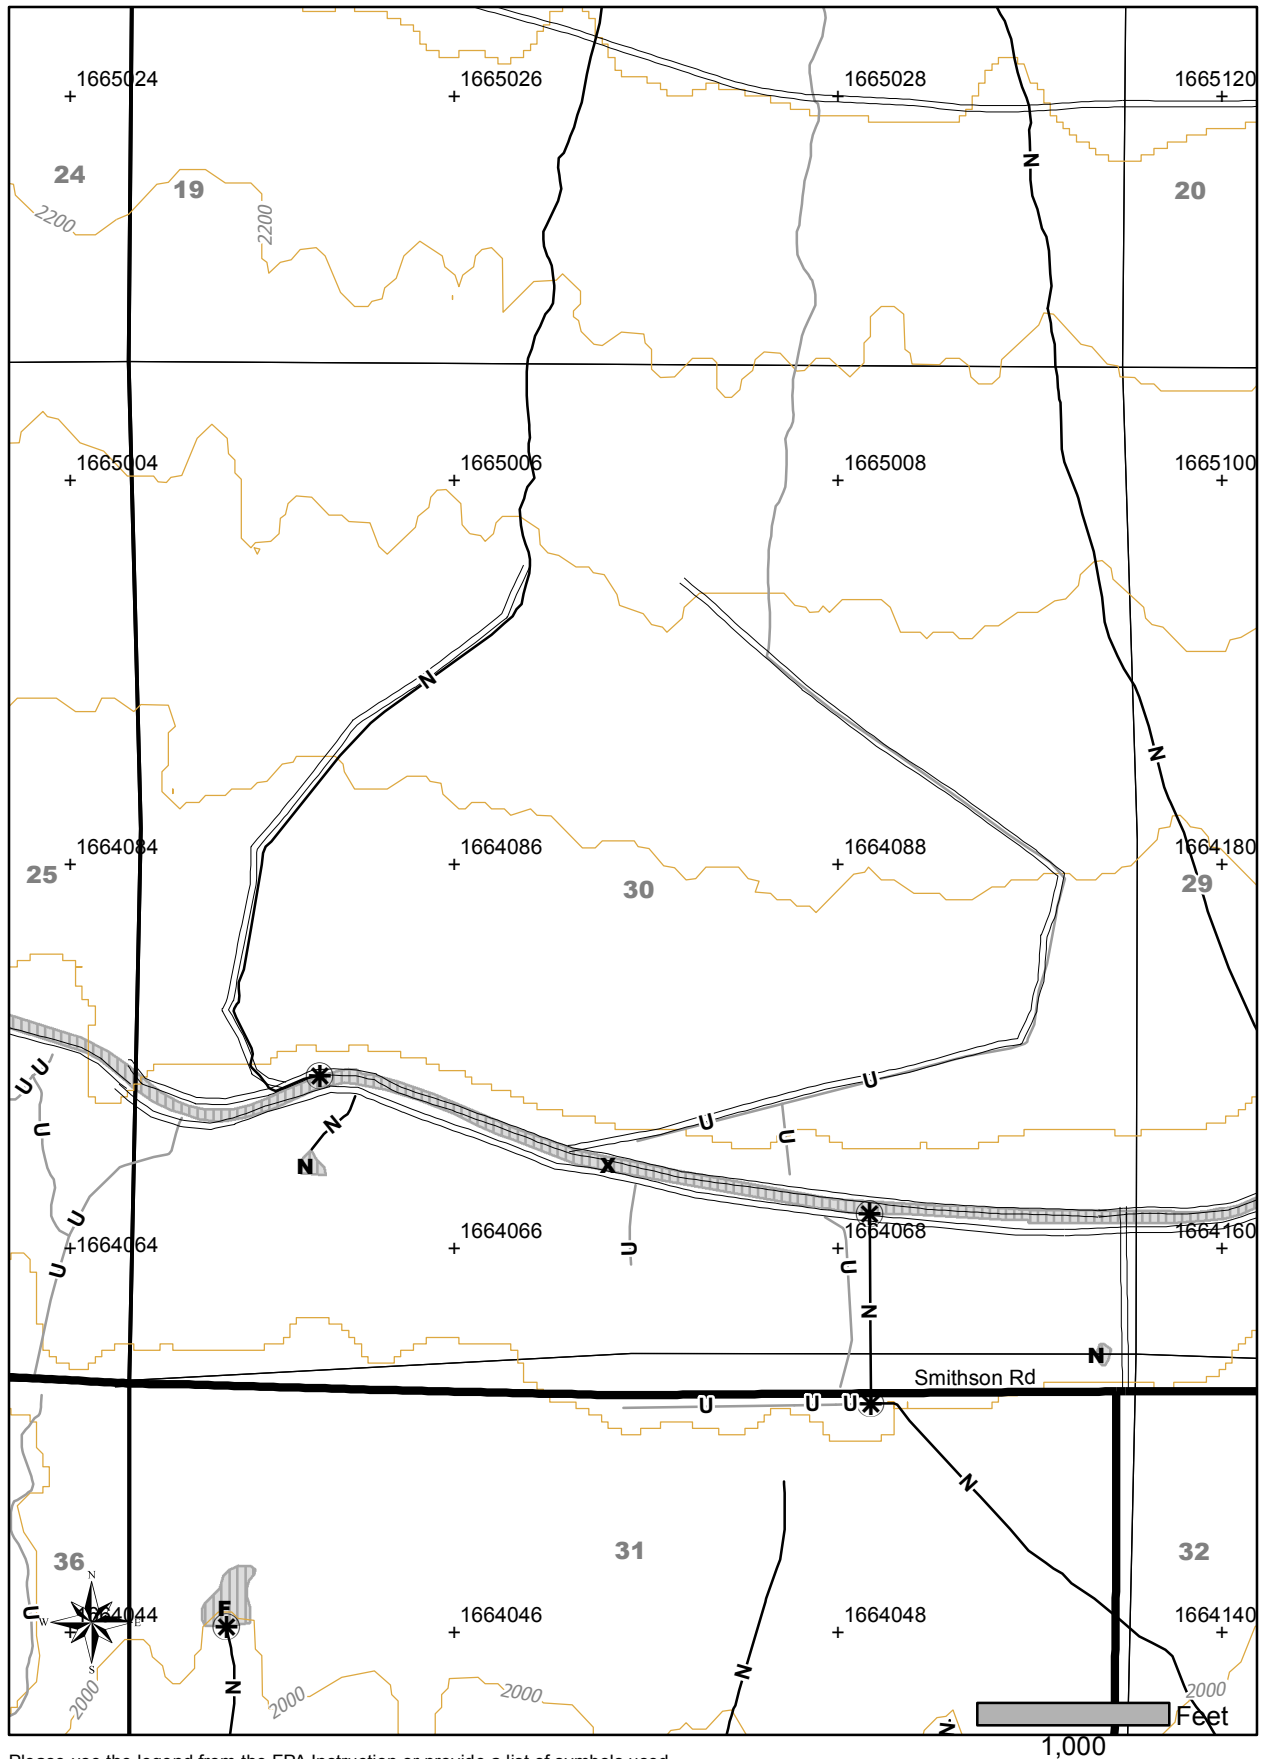 1665024 1665026 1665028 1665120
24 19 20
2200 2200
N
1665004 1665006 1665008 1665100
N
N
1664084 1664086 1664088 1664180
25 30 29
U U
U
U
U
U
N
N
X
U
1664064 1664066 1664068 1664160
U
U
U
N
N
Smithson Rd
U U U
N
36 31 32
N
W E
S
U
F
1664044 1664046 1664048 1664140
N
N
2000 2000 2000 2000
N
Feet
1,000